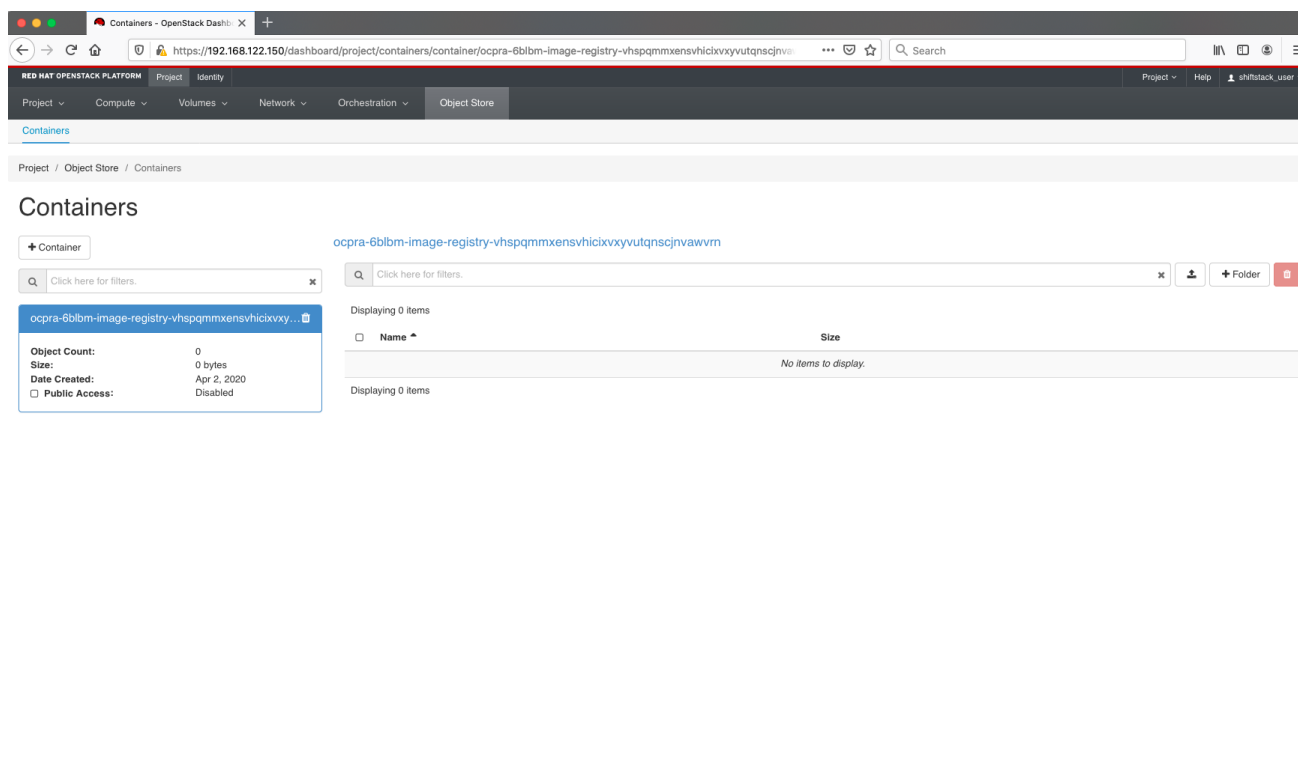 Containers - OpenStack Dashb
https://192.168.122.150/dashboard/project/containers/container/ocpra-6blbm-image-registry-vhspqmmxensvhicixvxyvutqnscjnva
Search
RED HAT OPENSTACK PLATFORM Project Identity Project Help shiftstack_user
Project Compute Volumes Network Orchestration Object Store
Containers
Project / Object Store / Containers
Containers
+ Container
ocpra-6blbm-image-registry-vhspqmmxensvhicixvxyvutqnscjnvawvrn
Click here for filters.
Click here for filters.
+ Folder
ocpra-6blbm-image-registry-vhspqmmxensvhicixvxy...
Object Count: 0
Size: 0 bytes
Date Created: Apr 2, 2020
Public Access: Disabled
Displaying 0 items
Name Size
No items to display.
Displaying 0 items